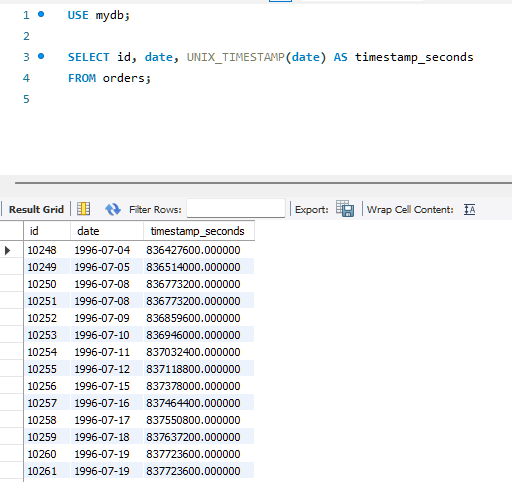 1 USE mydb;
2
3 SELECT id, date, UNIX_TIMESTAMP(date) AS timestamp_seconds
4 FROM orders;
5
Result Grid Filter Rows: Export: Wrap Cell Content: IA
id date timestamp_seconds
10248 1996-07-04 836427600.000000
10249 1996-07-05 836514000.000000
10250 1996-07-08 836773200.000000
10251 1996-07-08 836773200.000000
10252 1996-07-09 836859600.000000
10253 1996-07-10 836946000.000000
10254 1996-07-11 837032400.000000
10255 1996-07-12 837118800.000000
10256 1996-07-15 837378000.000000
10257 1996-07-16 837464400.000000
10258 1996-07-17 837550800.000000
10259 1996-07-18 837637200.000000
10260 1996-07-19 837723600.000000
10261 1996-07-19 837723600.000000